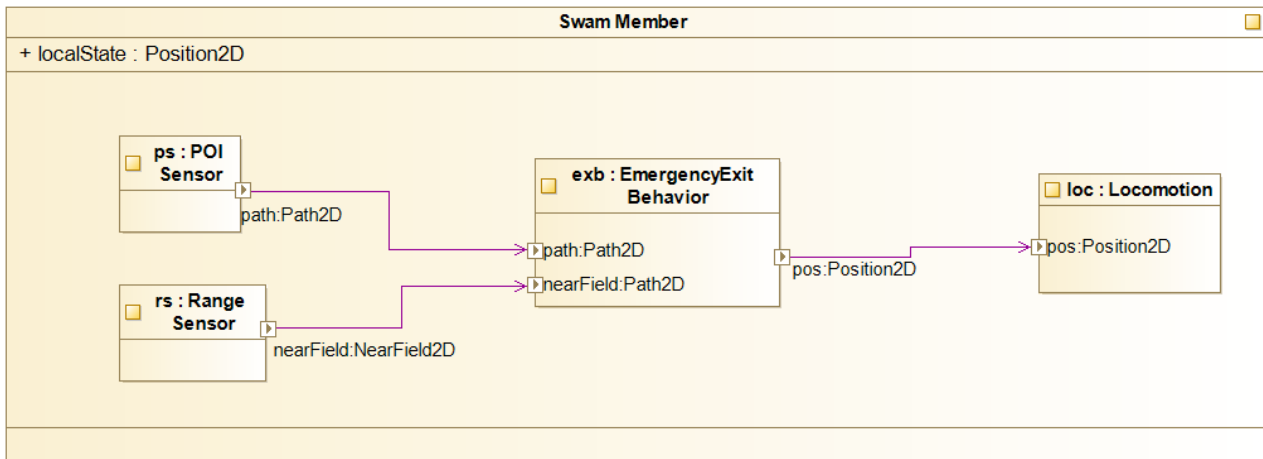 Swam Member
+ localState : Position2D
ps : POI
Sensor
path:Path2D
exb : EmergencyExit
Behavior
path:Path2D
nearField:Path2D
pos:Position2D
loc : Locomotion
pos:Position2D
rs : Range
Sensor
nearField:NearField2D